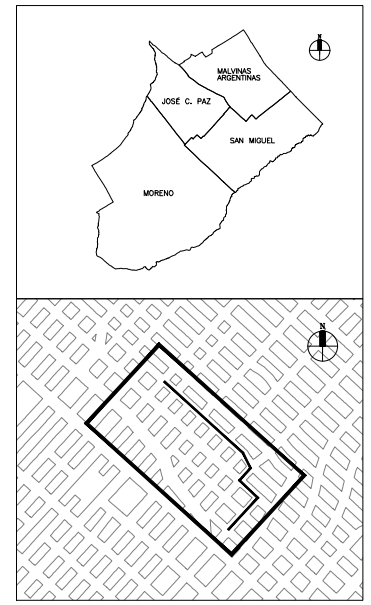 N
MALVINAS
ARGENTINAS
JOSÉ C. PAZ
SAN MIGUEL
MORENO
N